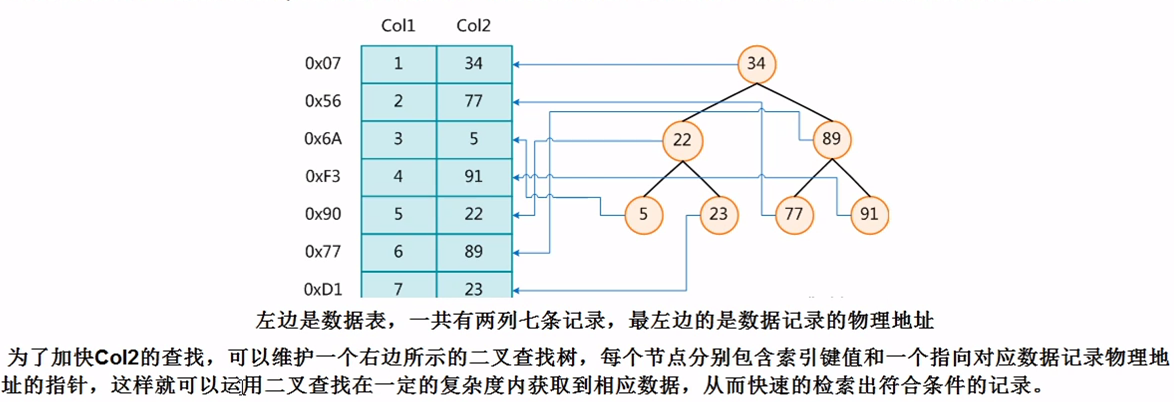 Col1 Col2
0x07 1 34 34
0x56 2 77
0x6A 3 5 22 89
0xF3 4 91
0x90 5 22 5 23 77 91
0x77 6 89
0xD1 7 23
左边是数据表，一共有两列七条记录，最左边的是数据记录的物理地址
为了加快Col2的查找，可以维护一个右边所示的二叉查找树，每个节点分别包含索引键值和一个指向对应数据记录物理地
址的指针，这样就可以运用二叉查找在一定的复杂度内获取到相应数据，从而快速的检索出符合条件的记录。